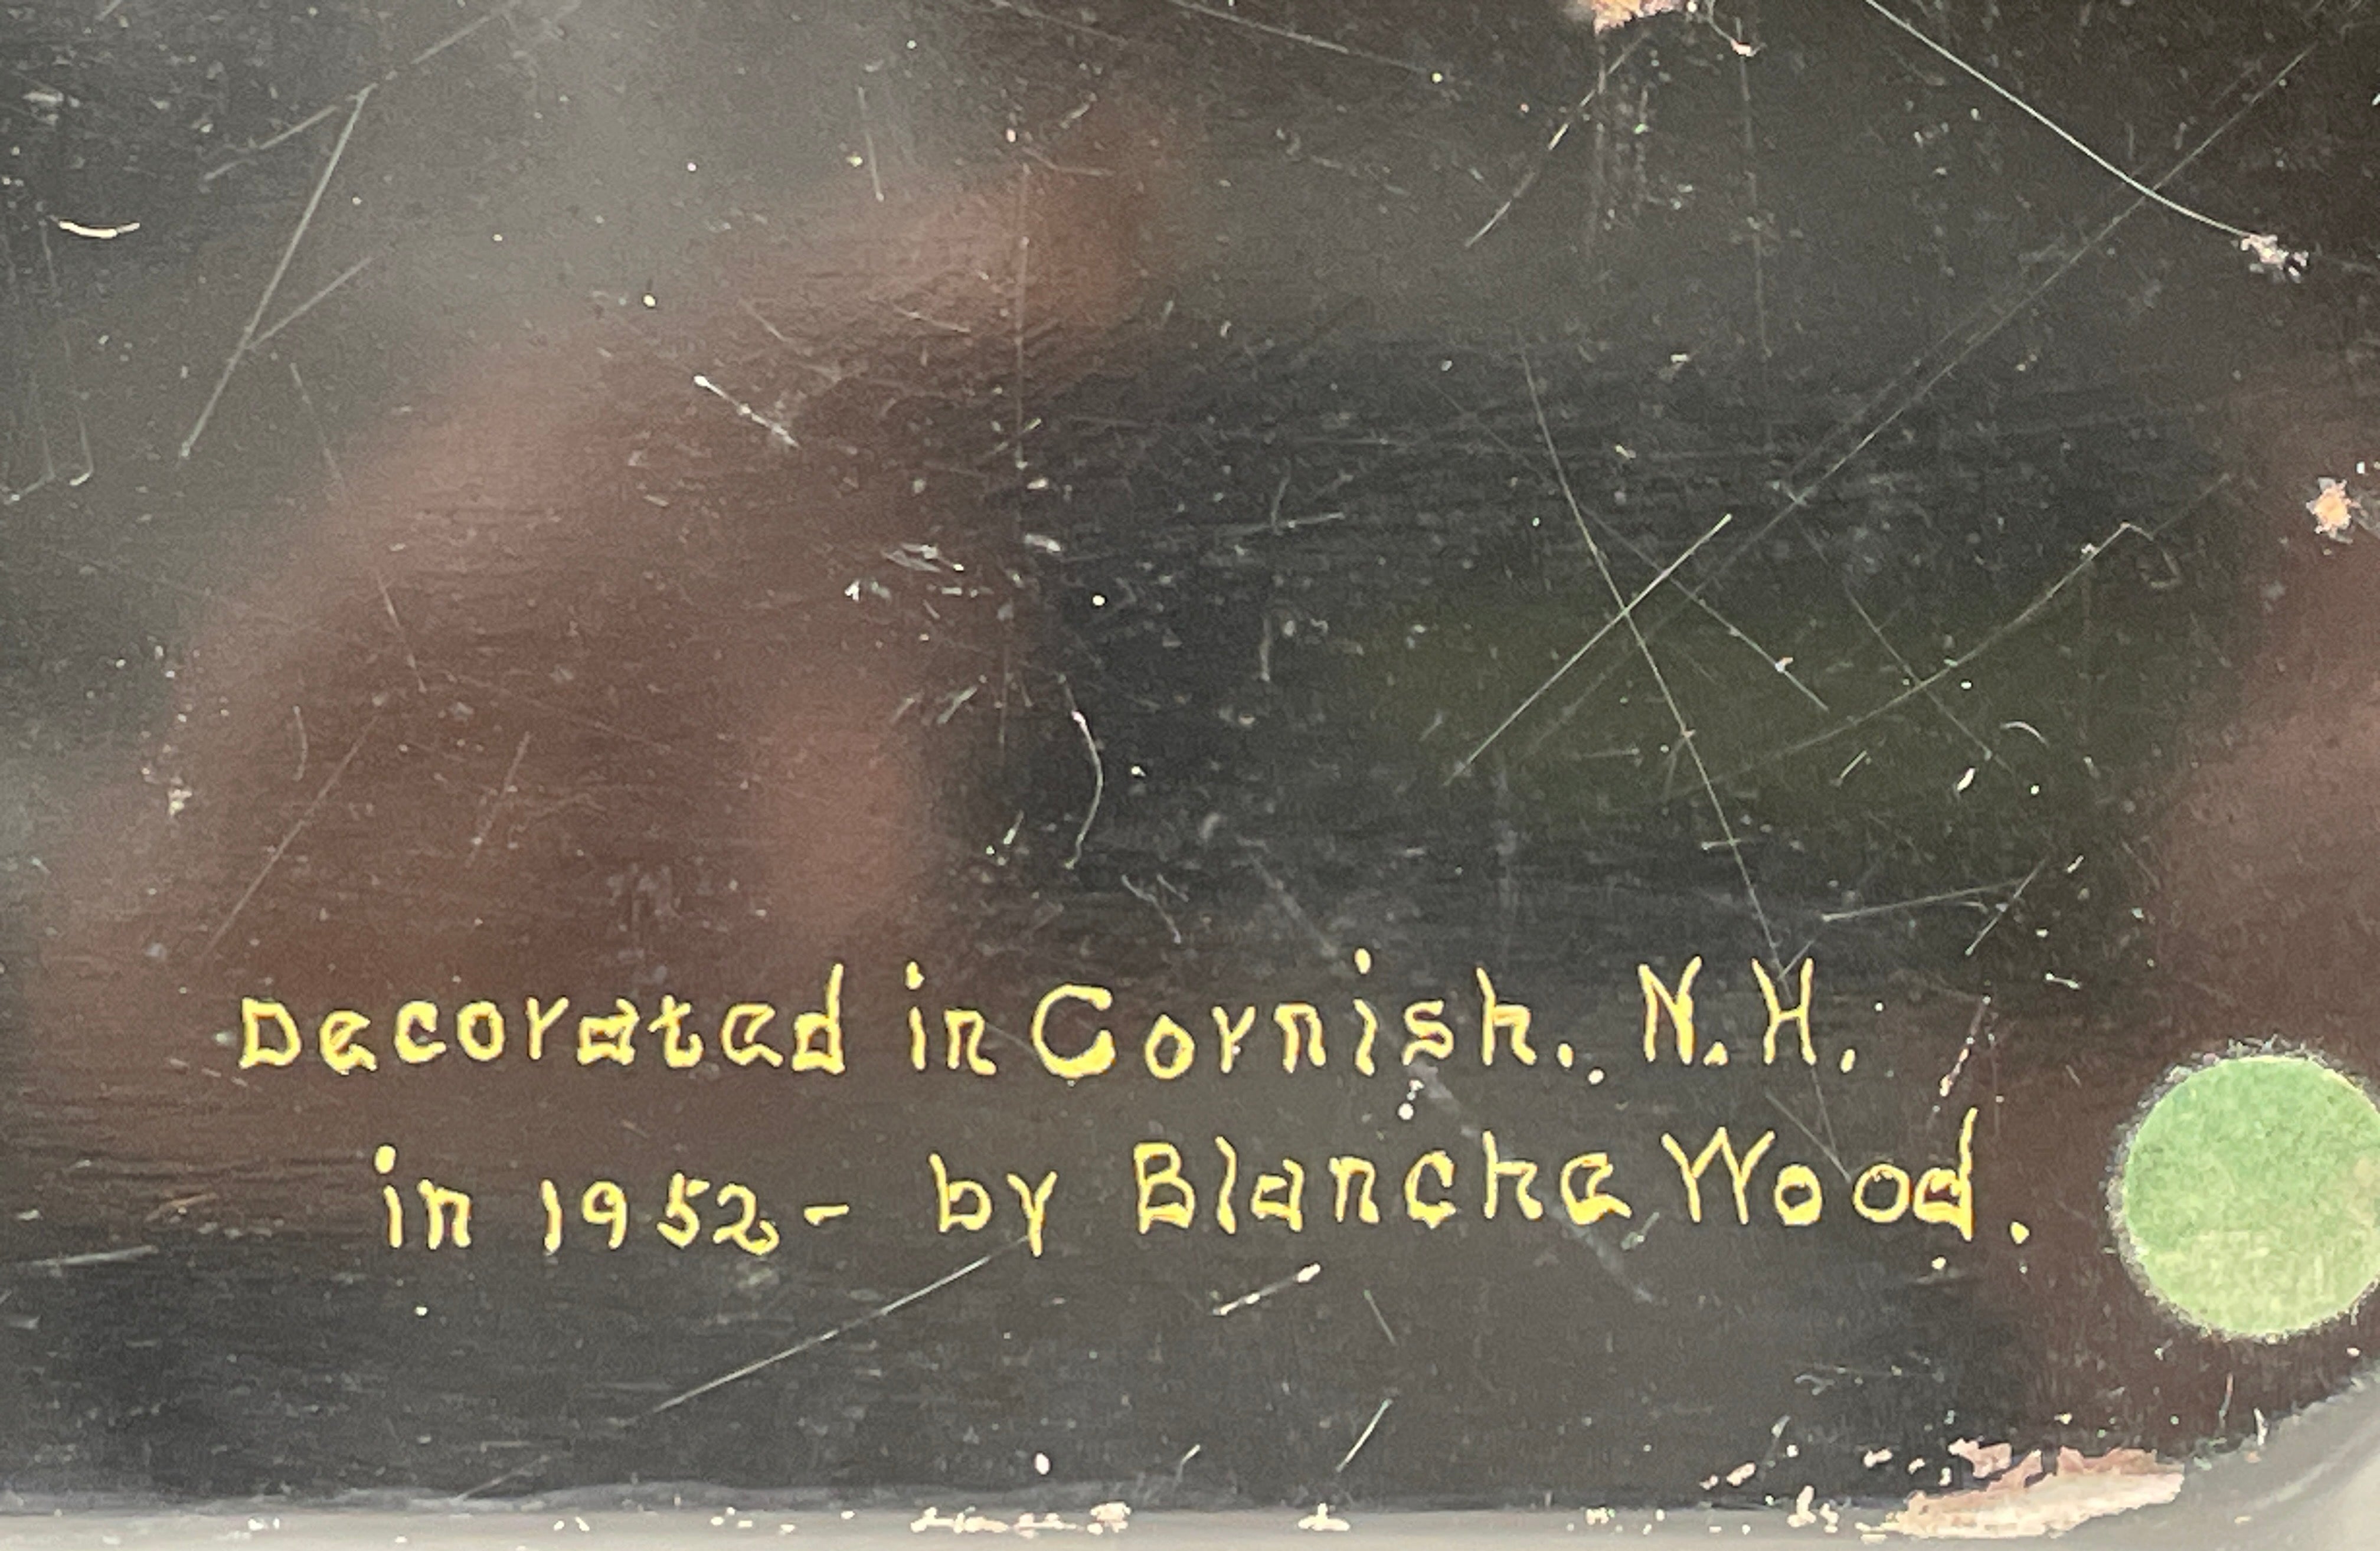 Decorated in Cornish., N.H.
in 1952- by Blanche Wood.